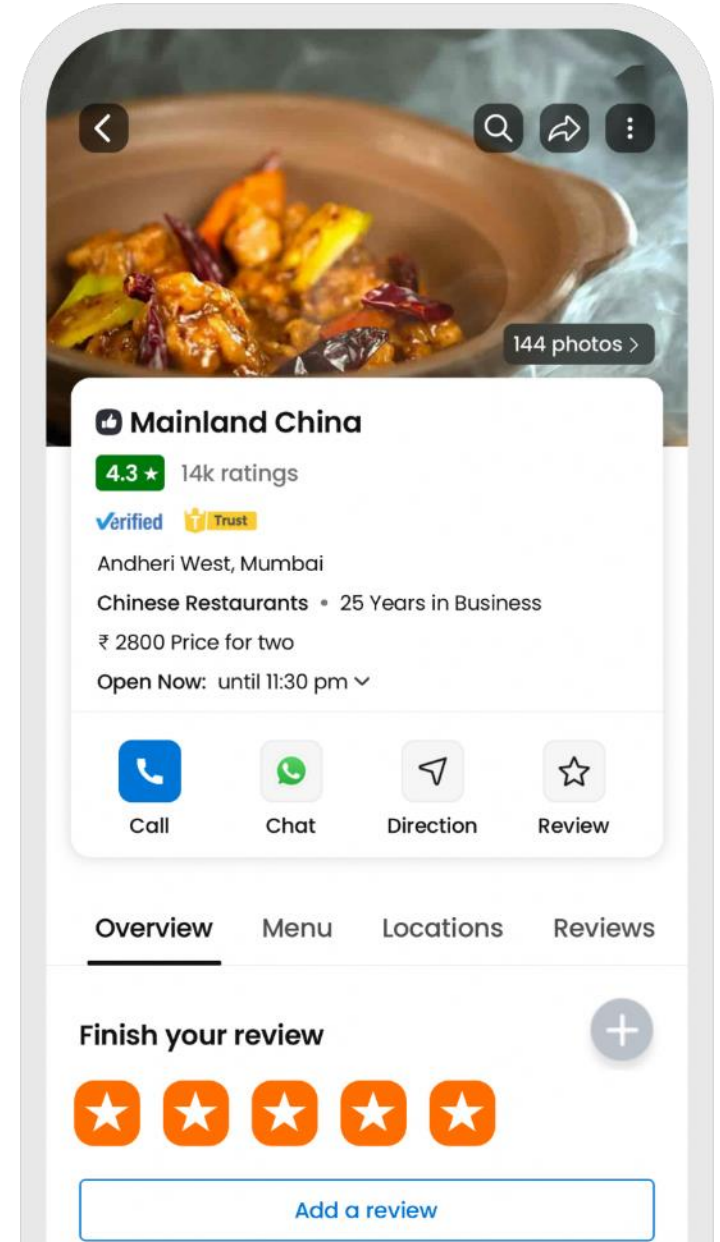 144 photos >
Mainland China
4.3 ★ 14k ratings
Verified T Trust
Andheri West, Mumbai
Chinese Restaurants • 25 Years in Business
₹ 2800 Price for two
Open Now: until 11:30 pm
Call Chat Direction Review
Overview Menu Locations Reviews
Finish your review
Add a review